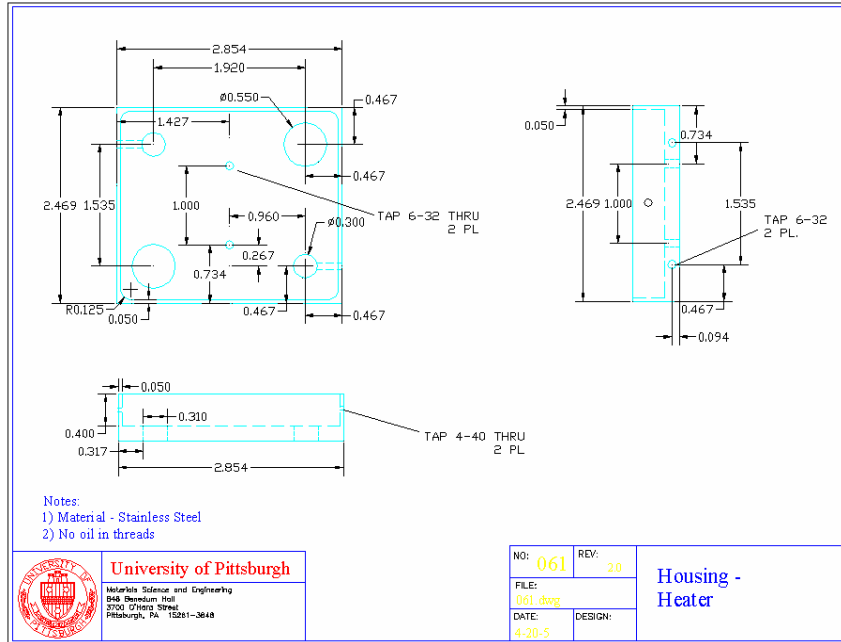 2.854
1.920
Ø0.550
0.467
1.427
0.467
2.469
1.535
1.000
0.960
Ø0.300
TAP 6-32 THRU
2 PL
0.267
0.734
R0.125
0.050
0.467
0.467
0.050
0.734
2.469
1.000
1.535
TAP 6-32
2 PL.
0.467
0.094
0.050
0.310
0.400
0.317
TAP 4-40 THRU
2 PL
2.854
Notes:
1) Material - Stainless Steel
2) No oil in threads
UNIVERSITY OF
PITTSBURGH
University of Pittsburgh
Materials Science and Engineering
848 Benedum Hall
3700 O'Hara Street
Pittsburgh, PA 15261-3648
NO: 061
REV: 20
FILE:
061.dwg
DATE:
4-20-5
DESIGN:
Housing -
Heater